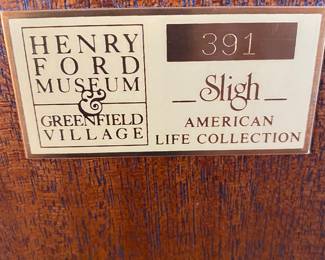 HENRY
FORD
MUSEUM
&
GREENFIELD
VILLAGE
391
Sligh
AMERICAN
LIFE COLLECTION